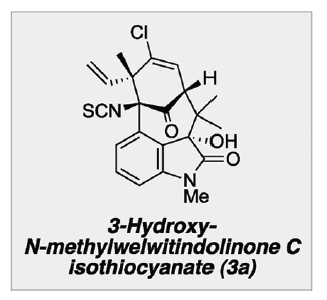 Cl
H
SCN
O
OH
O
N
Me
3-Hydroxy-
N-methylwelwitindolinone C
isothiocyanate (3a)